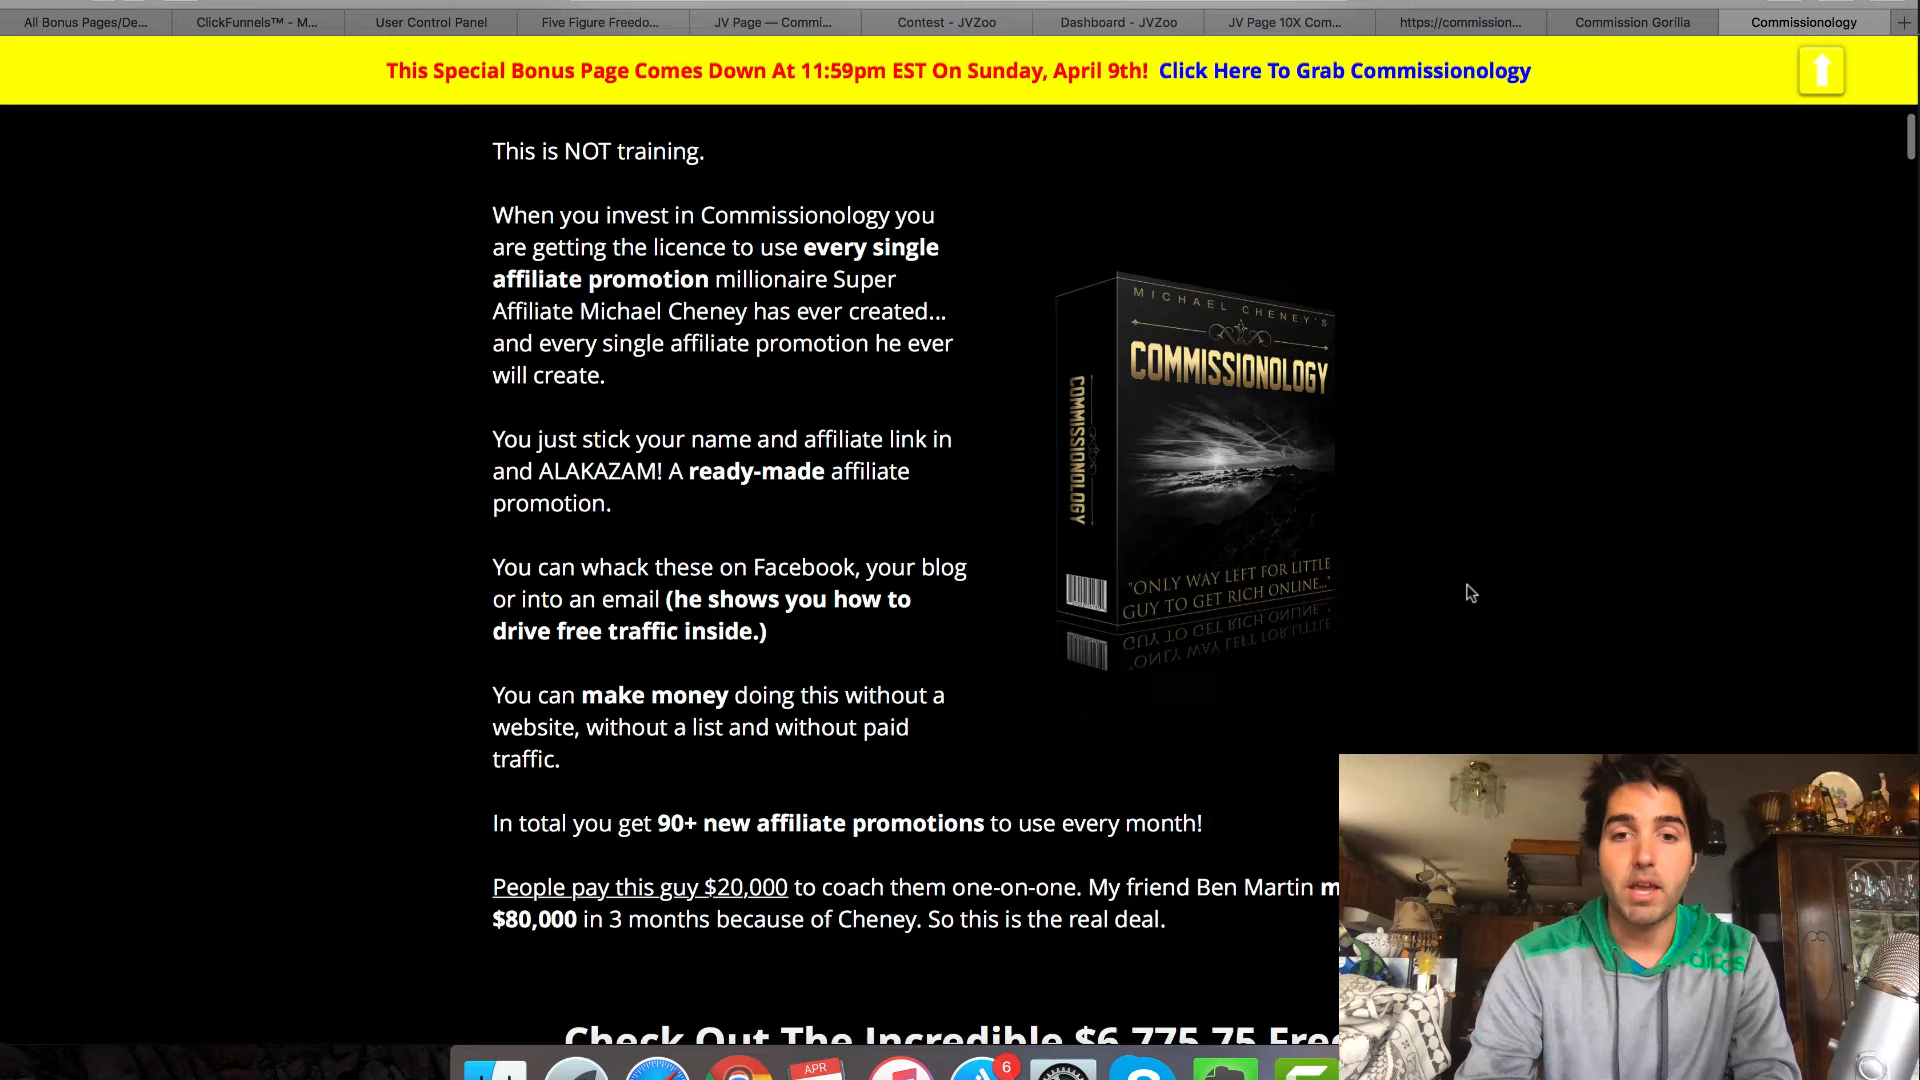 All Bonus Pages/De...
ClickFunnels™ - M...
User Control Panel
Five Figure Freedo...
JV Page — Commi...
Contest - JVZoo
Dashboard - JVZoo
JV Page 10X Com...
https://commission...
Commission Gorilla
Commissionology
This Special Bonus Page Comes Down At 11:59pm EST On Sunday, April 9th! Click Here To Grab Commissionology
This is NOT training.
When you invest in Commissionology you
are getting the licence to use every single
affiliate promotion millionaire Super
Affiliate Michael Cheney has ever created...
and every single affiliate promotion he ever
will create.
You just stick your name and affiliate link in
and ALAKAZAM! A ready-made affiliate
promotion.
You can whack these on Facebook, your blog
or into an email (he shows you how to
drive free traffic inside.)
You can make money doing this without a
website, without a list and without paid
traffic.
In total you get 90+ new affiliate promotions to use every month!
People pay this guy $20,000 to coach them one-on-one. My friend Ben Martin m
$80,000 in 3 months because of Cheney. So this is the real deal.
MICHAEL CHENEY'S
COMMISSIONOLOGY
COMMISSIONOLOGY
"ONLY WAY LEFT FOR LITTLE
GUY TO GET RICH ONLINE..."
Check Out The Incredible $6,775.75 Fre
APR
6
adidas